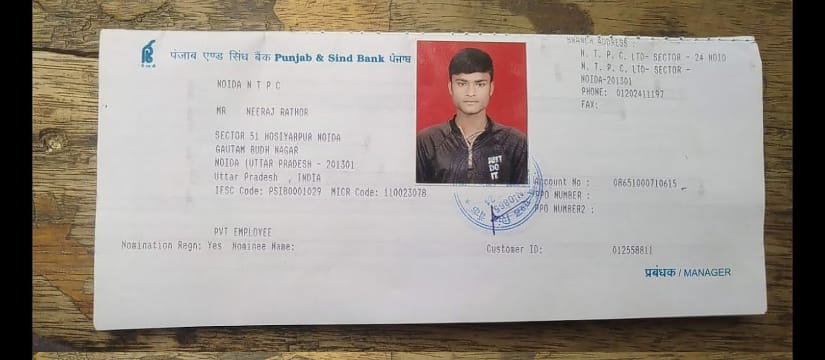 पंजाब एण्ड सिंध बैंक Punjab & Sind Bank ਪੰਜਾਬ
NOIDA N T P C
MR NEERAJ RATHOR
SECTOR 51 HOSIYARPUR NOIDA
GAUTAM BUDH NAGAR
NOIDA (UTTAR PRADESH - 201301
Uttar Pradesh , INDIA
IFSC Code: PSIB0001029 MICR Code: 110023078
PVT EMPLOYEE
Nomination Regn: Yes Nominee Name:
JUST
DO
IT
BRANCH ADDRESS :
N. T. P. C. LTD- SECTOR - 24 NOID
N. T. P. C. LTD- SECTOR -
NOIDA-201301
PHONE: 01202411197
FAX:
Account No : 08651000710615
PPO NUMBER :
PPO NUMBER2 :
Customer ID: 012558811
प्रबंधक / MANAGER